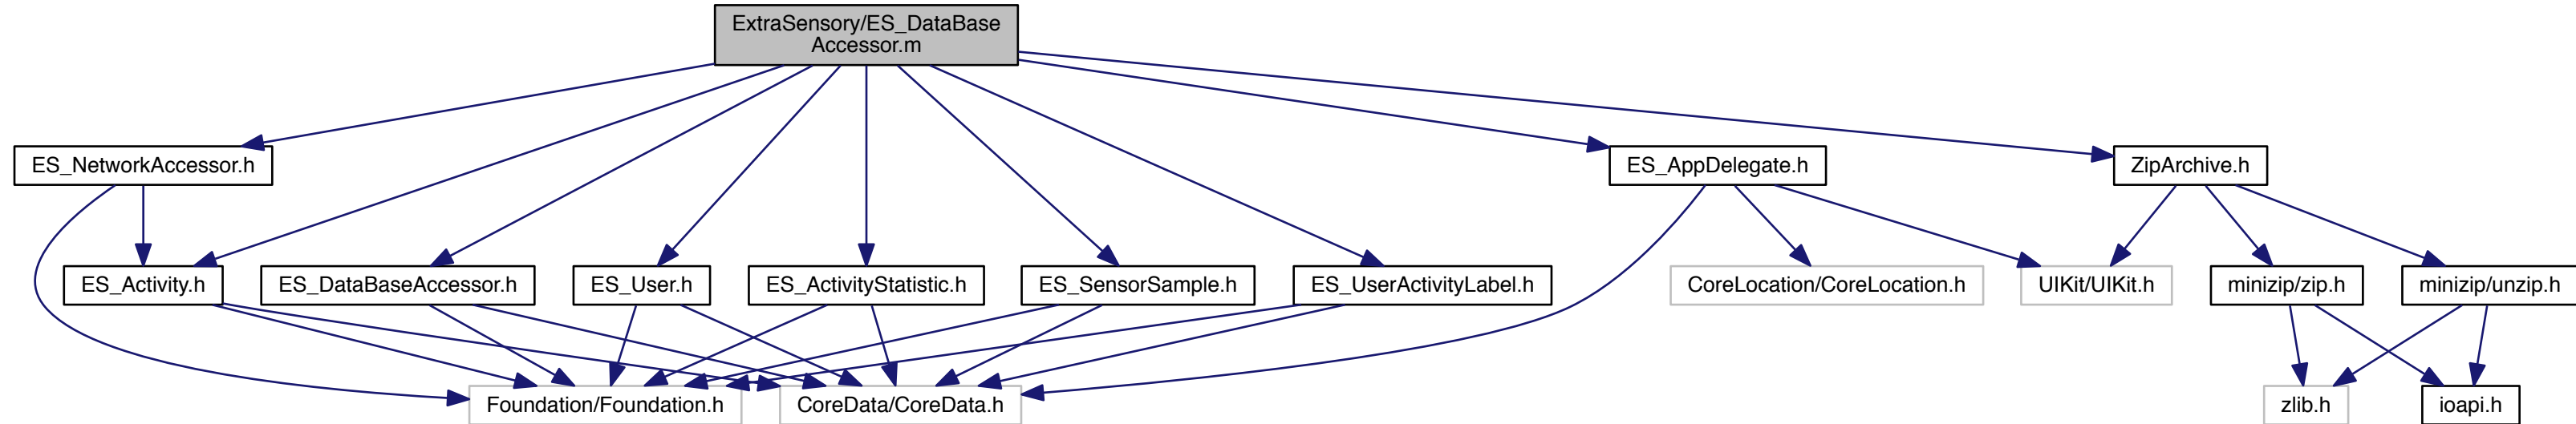 ExtraSensory/ES_DataBase
Accessor.m
ES_NetworkAccessor.h
ES_AppDelegate.h
ZipArchive.h
ES_Activity.h
ES_DataBaseAccessor.h
ES_User.h
ES_ActivityStatistic.h
ES_SensorSample.h
ES_UserActivityLabel.h
CoreLocation/CoreLocation.h
UIKit/UIKit.h
minizip/zip.h
minizip/unzip.h
Foundation/Foundation.h
CoreData/CoreData.h
zlib.h
ioapi.h